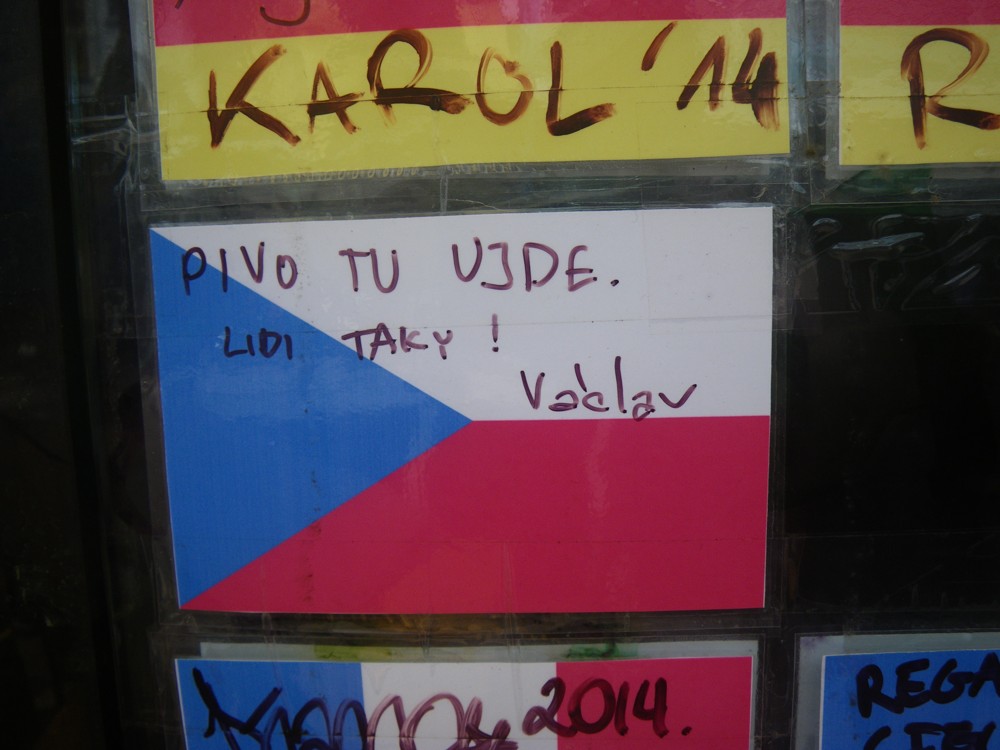 KAROL '14
R
PIVO TU UJDE.
LIDI TAKY!
Václav
2014.
REGA